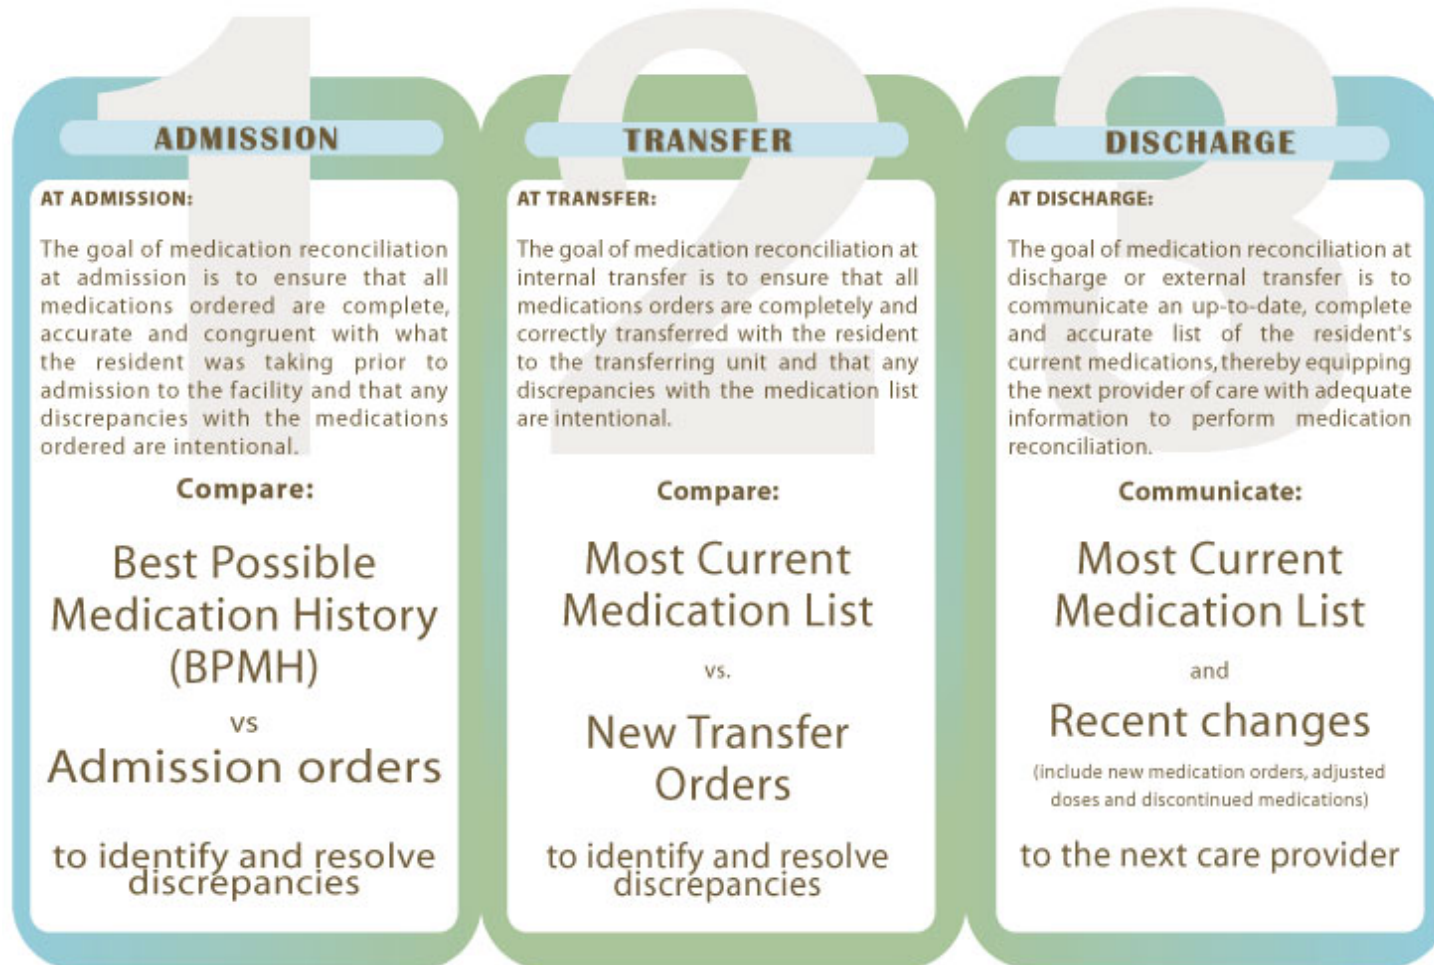 1
ADMISSION
AT ADMISSION:
The goal of medication reconciliation
at admission is to ensure that all
medications ordered are complete,
accurate and congruent with what
the resident was taking prior to
admission to the facility and that any
discrepancies with the medications
ordered are intentional.
Compare:
Best Possible
Medication History
(BPMH)
vs
Admission orders
to identify and resolve
discrepancies
2
TRANSFER
AT TRANSFER:
The goal of medication reconciliation at
internal transfer is to ensure that all
medications orders are completely and
correctly transferred with the resident
to the transferring unit and that any
discrepancies with the medication list
are intentional.
Compare:
Most Current
Medication List
vs.
New Transfer
Orders
to identify and resolve
discrepancies
3
DISCHARGE
AT DISCHARGE:
The goal of medication reconciliation at
discharge or external transfer is to
communicate an up-to-date, complete
and accurate list of the resident's
current medications, thereby equipping
the next provider of care with adequate
information to perform medication
reconciliation.
Communicate:
Most Current
Medication List
and
Recent changes
(include new medication orders, adjusted
doses and discontinued medications)
to the next care provider